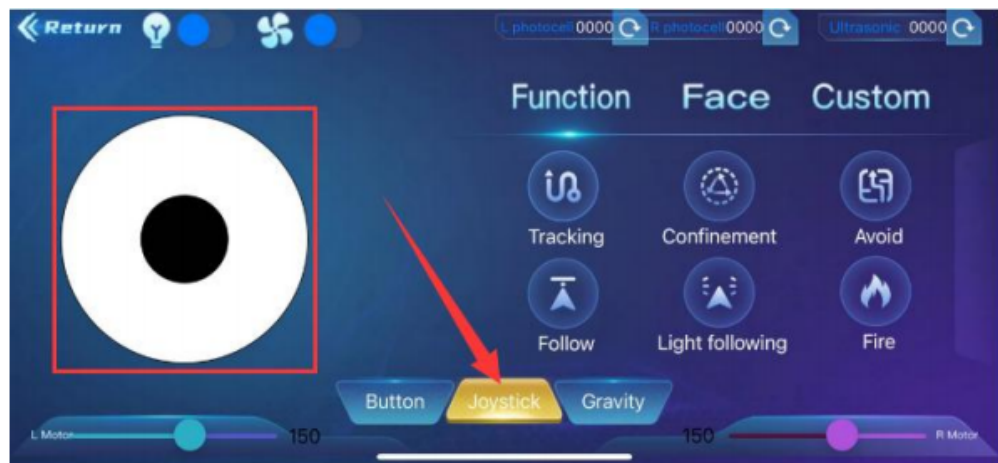 Return
L photocell 0000 R photocell 0000 Ultrasonic 0000
Function Face Custom
Tracking Confinement Avoid
Follow Light following Fire
Button Joystick Gravity
L Motor 150 150 R Motor